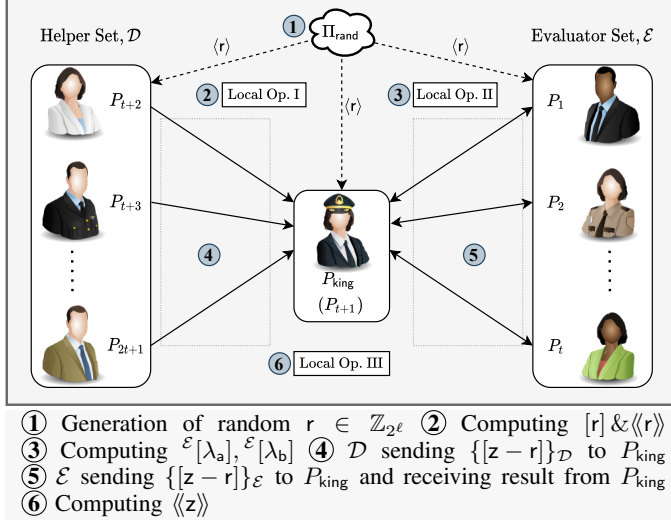 ① Π_rand
Helper Set, 𝒟
Evaluator Set, ℰ
⟨r⟩ ⟨r⟩
② Local Op. I ③ Local Op. II
P_{t+2} P_1
⟨r⟩
P_{t+3} P_2
④ ⑤
P_king
(P_{t+1})
P_{2t+1} P_t
⑥ Local Op. III
① Generation of random r ∈ ℤ_{2^ℓ} ② Computing [r] & ⟪r⟫
③ Computing ^ℰ[λ_a], ^ℰ[λ_b] ④ 𝒟 sending {[z − r]}_𝒟 to P_king
⑤ ℰ sending {[z − r]}_ℰ to P_king and receiving result from P_king
⑥ Computing ⟪z⟫